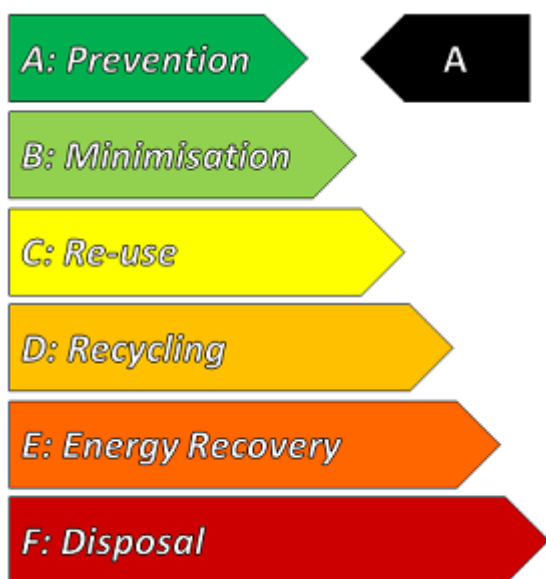 A: Prevention
A
B: Minimisation
C: Re-use
D: Recycling
E: Energy Recovery
F: Disposal